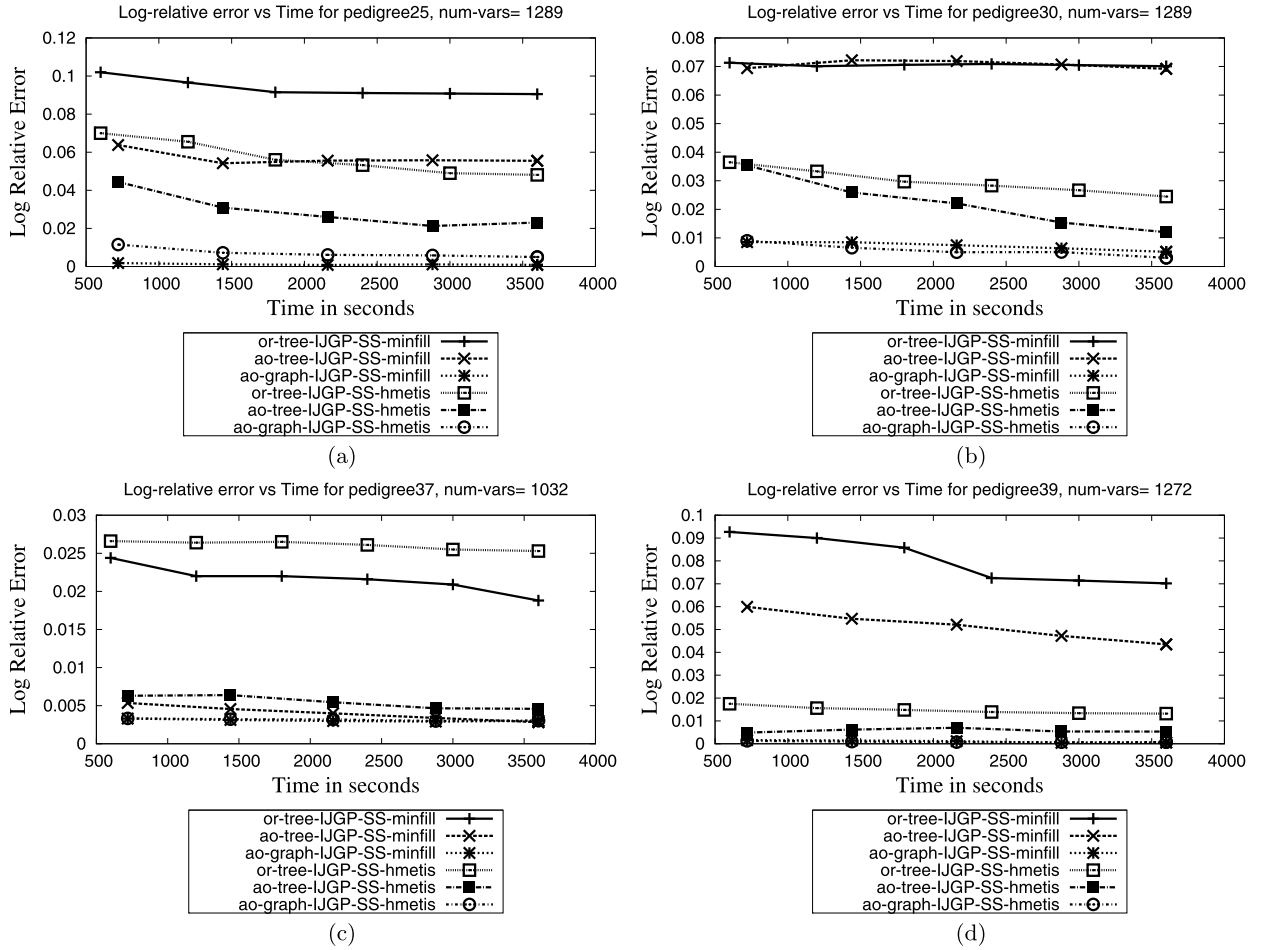 Log-relative error vs Time for pedigree25, num-vars= 1289
Log Relative Error
0.12
0.1
0.08
0.06
0.04
0.02
0
500 1000 1500 2000 2500 3000 3500 4000
Time in seconds
or-tree-IJGP-SS-minfill
ao-tree-IJGP-SS-minfill
ao-graph-IJGP-SS-minfill
or-tree-IJGP-SS-hmetis
ao-tree-IJGP-SS-hmetis
ao-graph-IJGP-SS-hmetis
(a)
Log-relative error vs Time for pedigree30, num-vars= 1289
Log Relative Error
0.08
0.07
0.06
0.05
0.04
0.03
0.02
0.01
0
500 1000 1500 2000 2500 3000 3500 4000
Time in seconds
or-tree-IJGP-SS-minfill
ao-tree-IJGP-SS-minfill
ao-graph-IJGP-SS-minfill
or-tree-IJGP-SS-hmetis
ao-tree-IJGP-SS-hmetis
ao-graph-IJGP-SS-hmetis
(b)
Log-relative error vs Time for pedigree37, num-vars= 1032
Log Relative Error
0.03
0.025
0.02
0.015
0.01
0.005
0
500 1000 1500 2000 2500 3000 3500 4000
Time in seconds
or-tree-IJGP-SS-minfill
ao-tree-IJGP-SS-minfill
ao-graph-IJGP-SS-minfill
or-tree-IJGP-SS-hmetis
ao-tree-IJGP-SS-hmetis
ao-graph-IJGP-SS-hmetis
(c)
Log-relative error vs Time for pedigree39, num-vars= 1272
Log Relative Error
0.1
0.09
0.08
0.07
0.06
0.05
0.04
0.03
0.02
0.01
0
500 1000 1500 2000 2500 3000 3500 4000
Time in seconds
or-tree-IJGP-SS-minfill
ao-tree-IJGP-SS-minfill
ao-graph-IJGP-SS-minfill
or-tree-IJGP-SS-hmetis
ao-tree-IJGP-SS-hmetis
ao-graph-IJGP-SS-hmetis
(d)